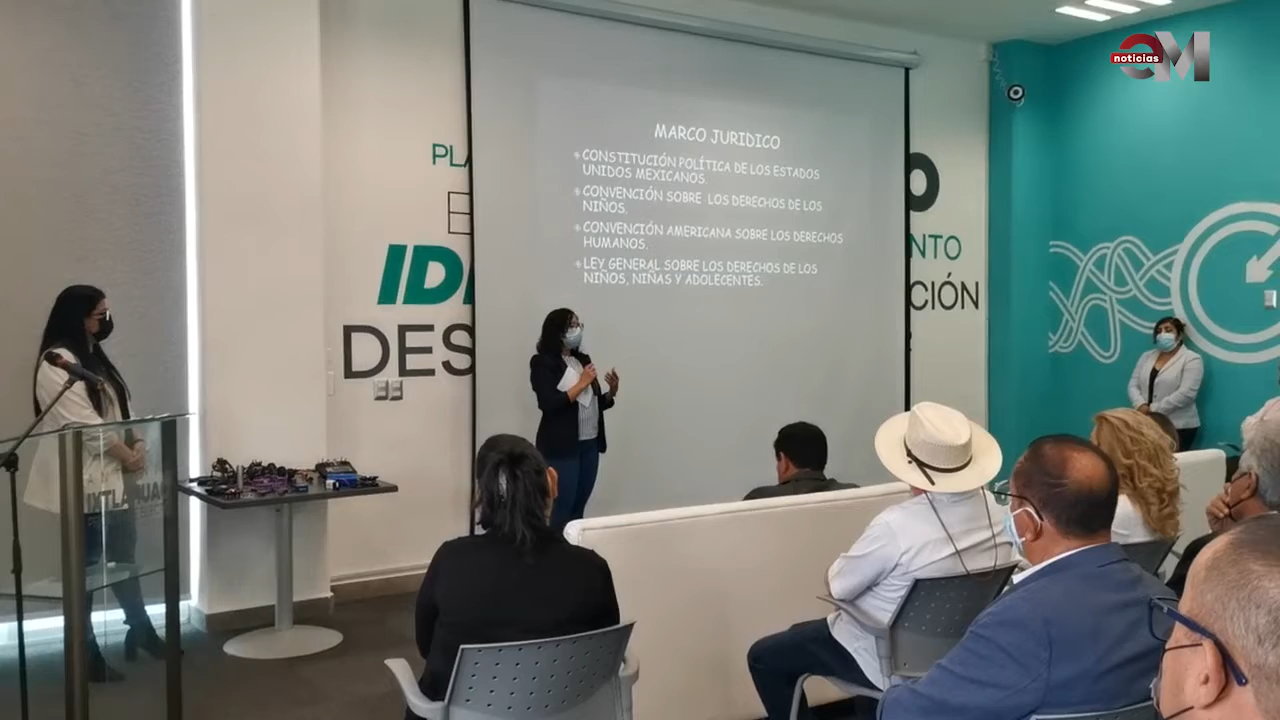 noticias
CM
MARCO JURIDICO
CONSTITUCIÓN POLÍTICA DE LOS ESTADOS
UNIDOS MEXICANOS.
CONVENCIÓN SOBRE LOS DERECHOS DE LOS
NIÑOS.
CONVENCIÓN AMERICANA SOBRE LOS DERECHOS
HUMANOS.
LEY GENERAL SOBRE LOS DERECHOS DE LOS
NIÑOS, NIÑAS Y ADOLECENTES.
PLA
E
ID
DES
O
NTO
CIÓN
IXTLAHUA